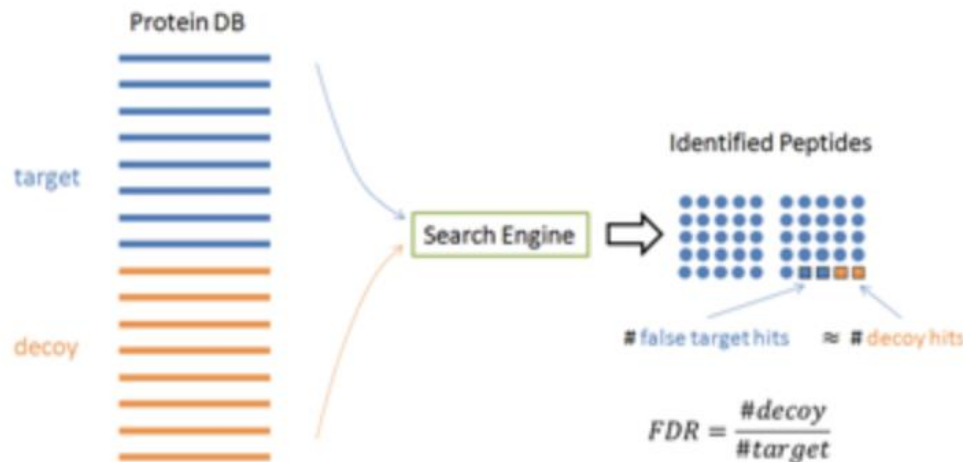 Protein DB
target
decoy
Search Engine
Identified Peptides
# false target hits ≈ # decoy hits
FDR = #decoy / #target